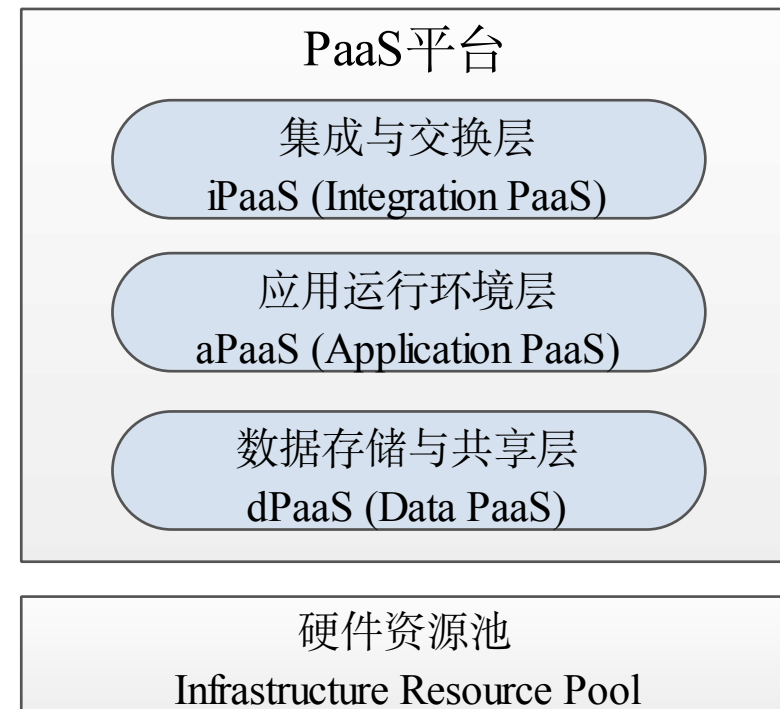 PaaS平台
集成与交换层
iPaaS (Integration PaaS)
应用运行环境层
aPaaS (Application PaaS)
数据存储与共享层
dPaaS (Data PaaS)
硬件资源池
Infrastructure Resource Pool